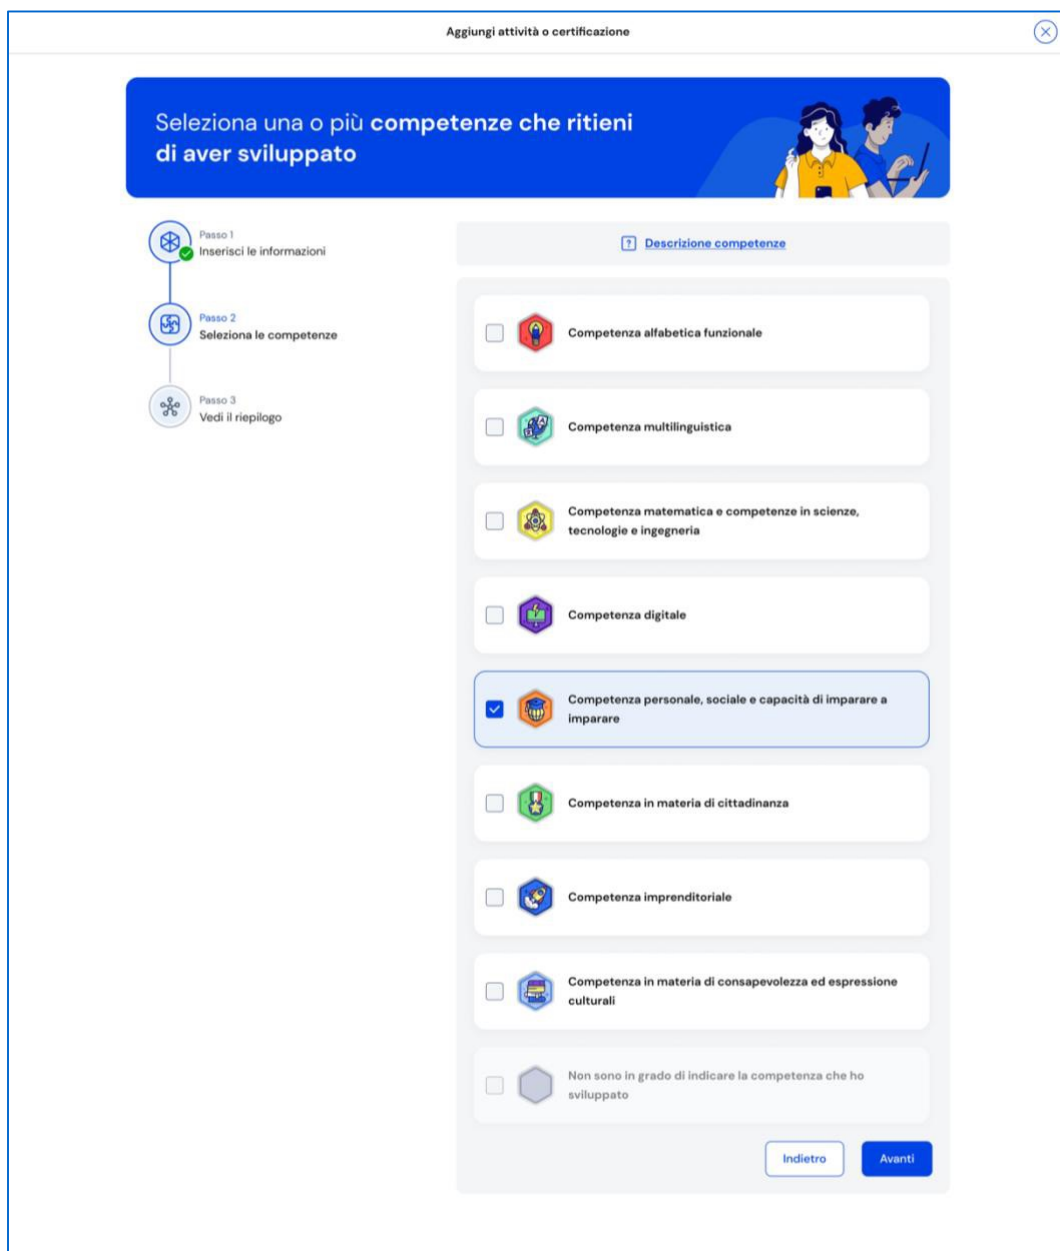 Aggiungi attività o certificazione
Seleziona una o più competenze che ritieni
di aver sviluppato
Passo 1
Inserisci le informazioni
Passo 2
Seleziona le competenze
Passo 3
Vedi il riepilogo
? Descrizione competenze
Competenza alfabetica funzionale
Competenza multilinguistica
Competenza matematica e competenze in scienze,
tecnologie e ingegneria
Competenza digitale
Competenza personale, sociale e capacità di imparare a
imparare
Competenza in materia di cittadinanza
Competenza imprenditoriale
Competenza in materia di consapevolezza ed espressione
culturali
Non sono in grado di indicare la competenza che ho
sviluppato
Indietro
Avanti